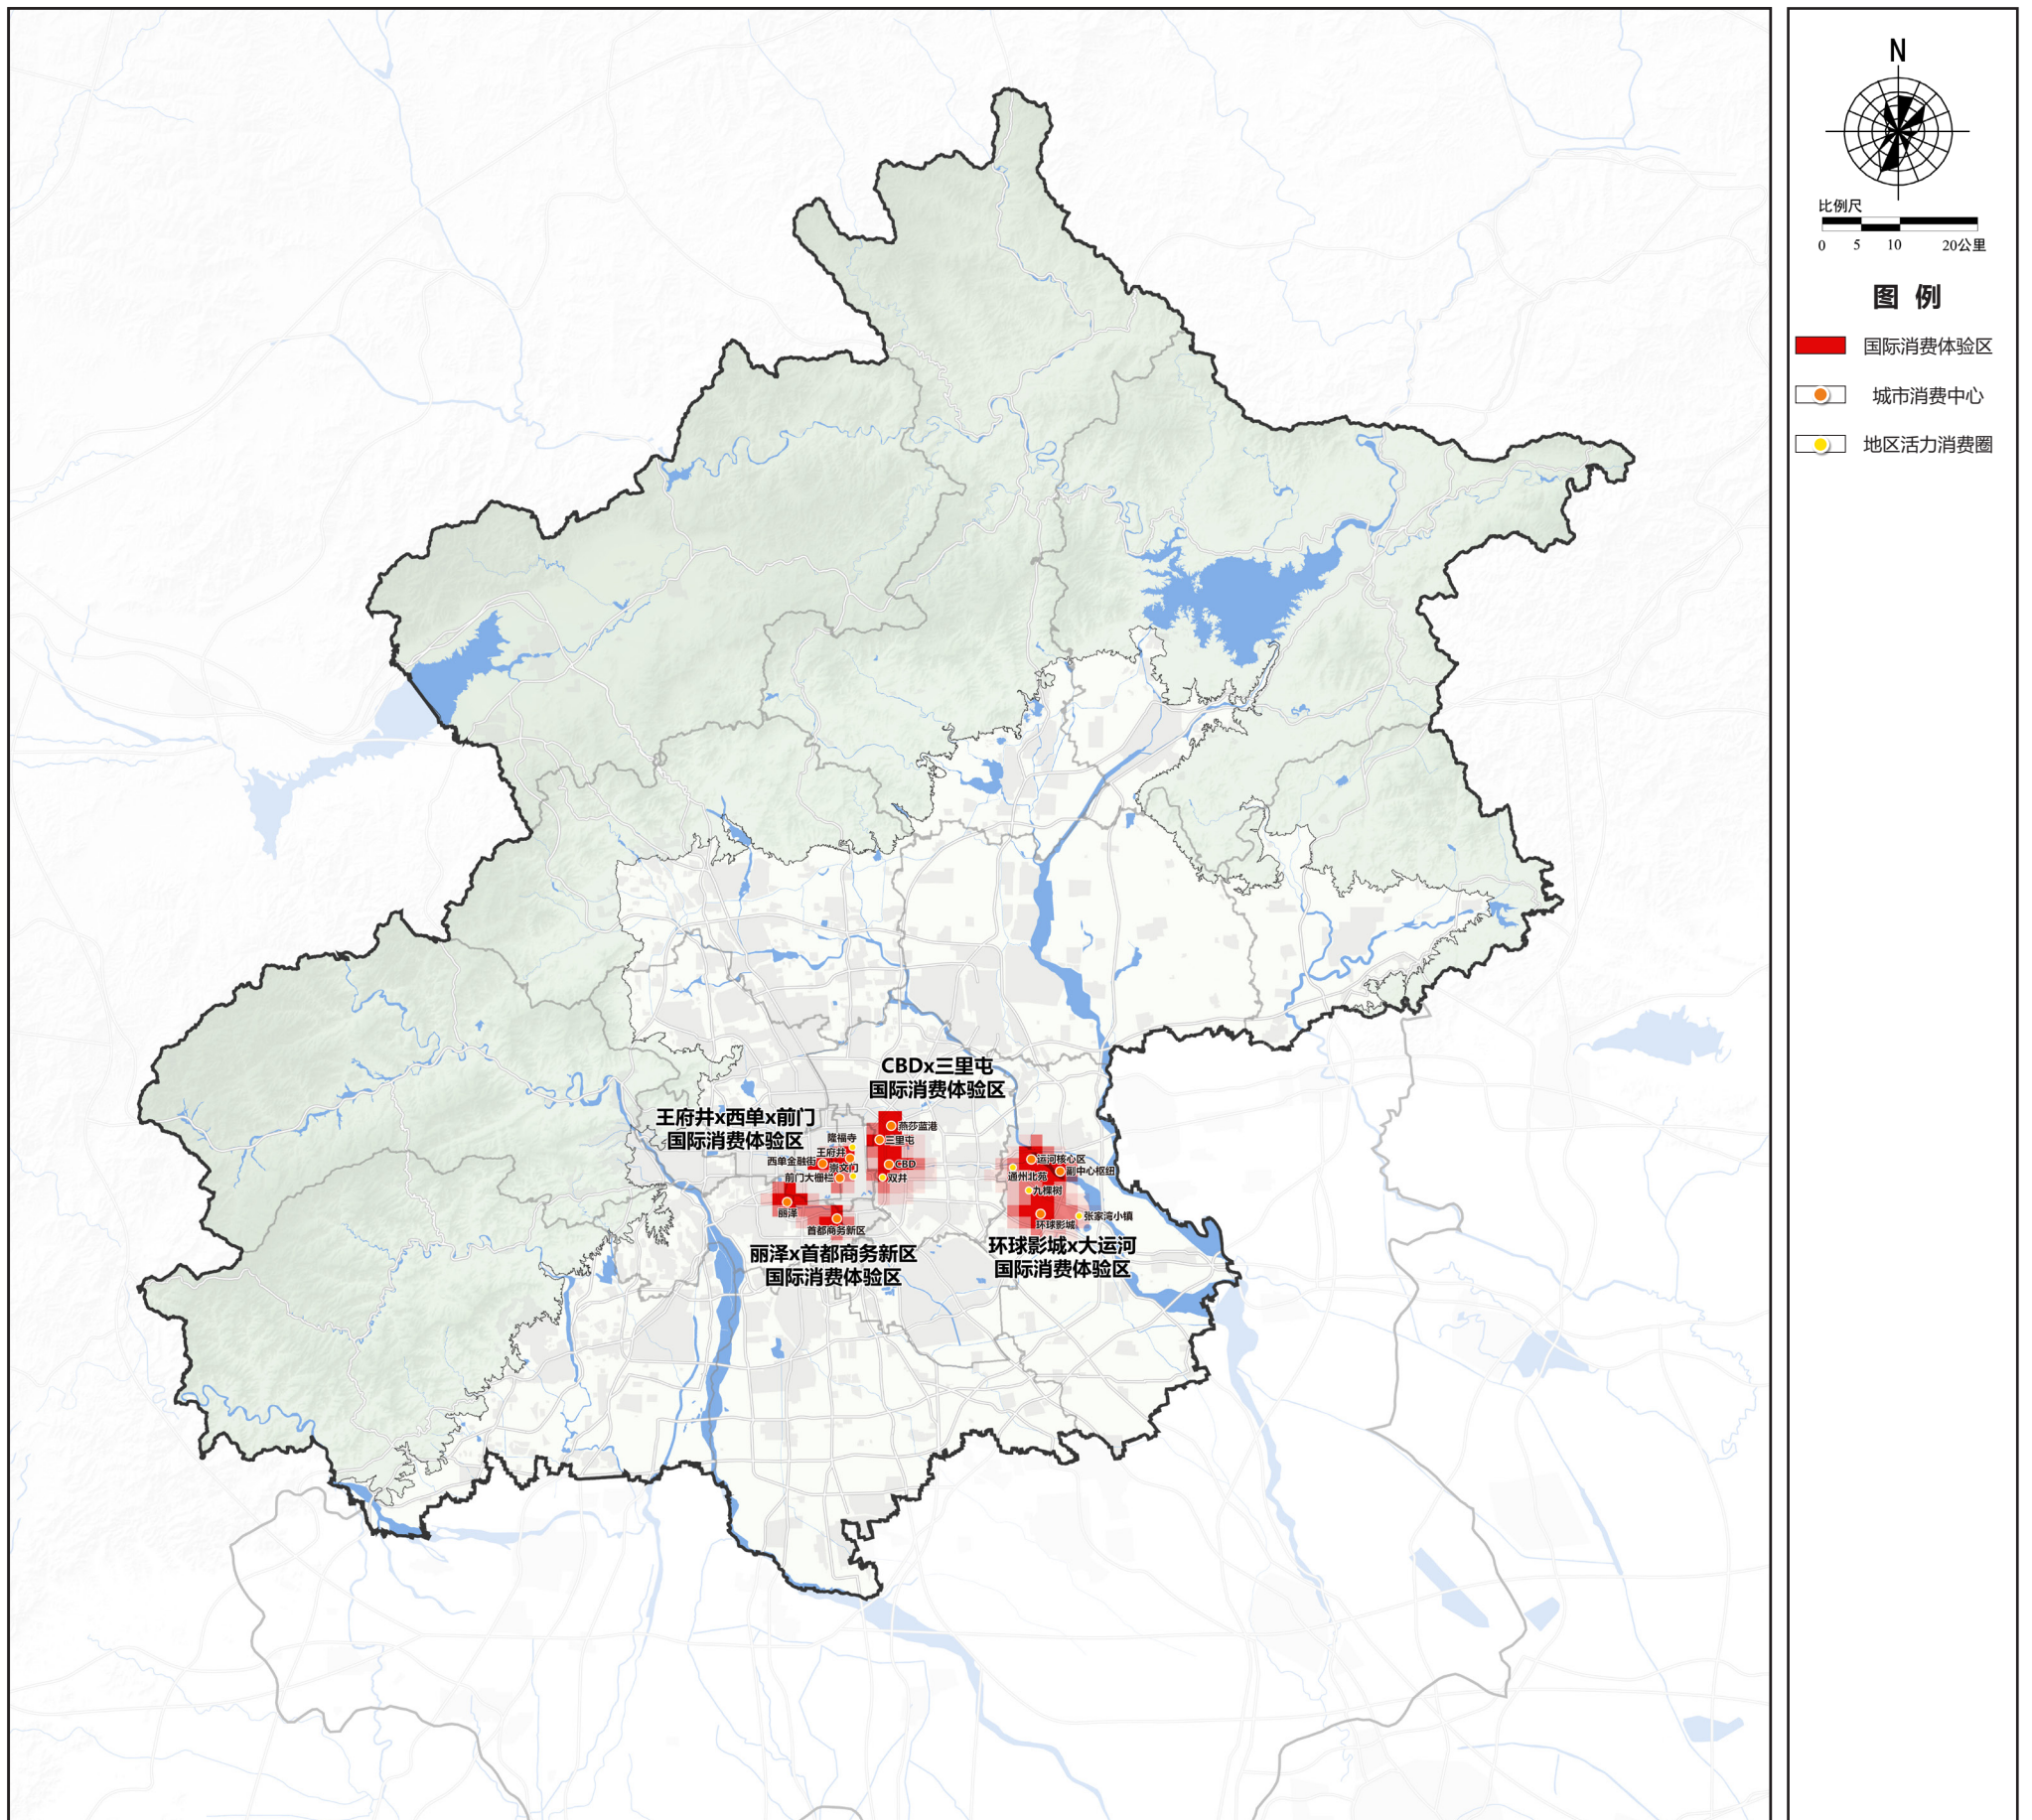 N
比例尺
0 5 10 20公里
图 例
国际消费体验区
城市消费中心
地区活力消费圈
CBDx三里屯
国际消费体验区
王府井x西单x前门
国际消费体验区
燕莎蓝港
三里屯
CBD
双井
隆福寺
王府井
西单金融街
崇文门
前门大栅栏
丽泽
首都商务新区
丽泽x首都商务新区
国际消费体验区
运河核心区
副中心枢纽
通州北苑
九棵树
张家湾小镇
环球影城
环球影城x大运河
国际消费体验区